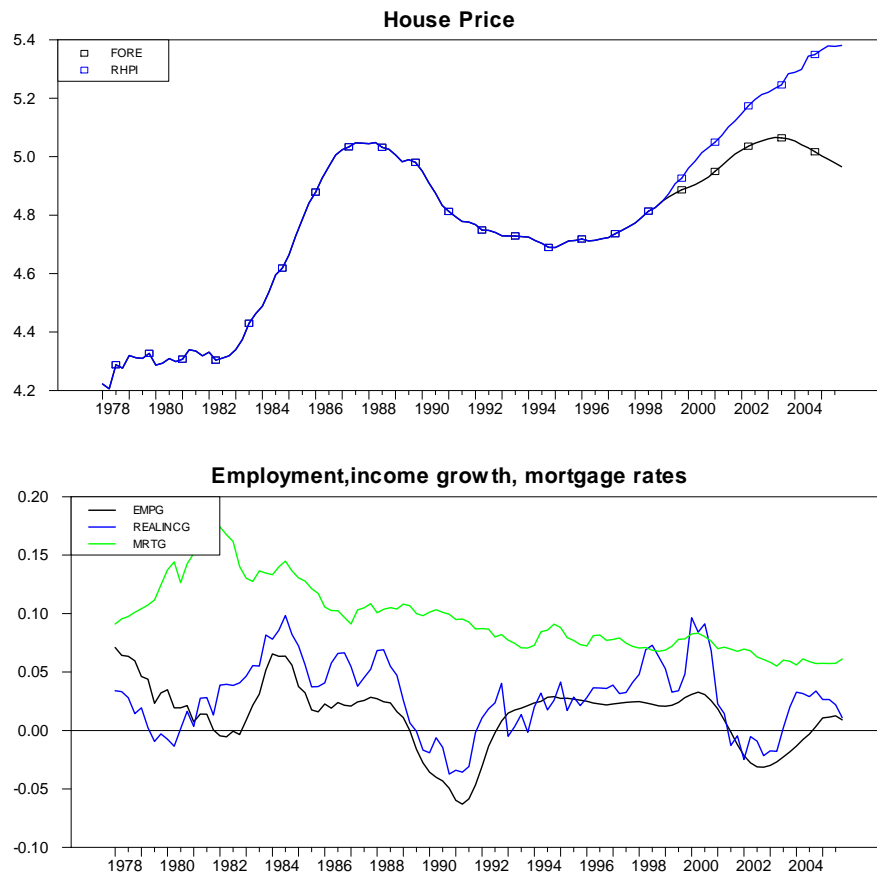 House Price
5.4
FORE
RHPI
5.2
5.0
4.8
4.6
4.4
4.2
1978 1980 1982 1984 1986 1988 1990 1992 1994 1996 1998 2000 2002 2004
Employment,income growth, mortgage rates
0.20
EMPG
REALINCG
MRTG
0.15
0.10
0.05
0.00
-0.05
-0.10
1978 1980 1982 1984 1986 1988 1990 1992 1994 1996 1998 2000 2002 2004